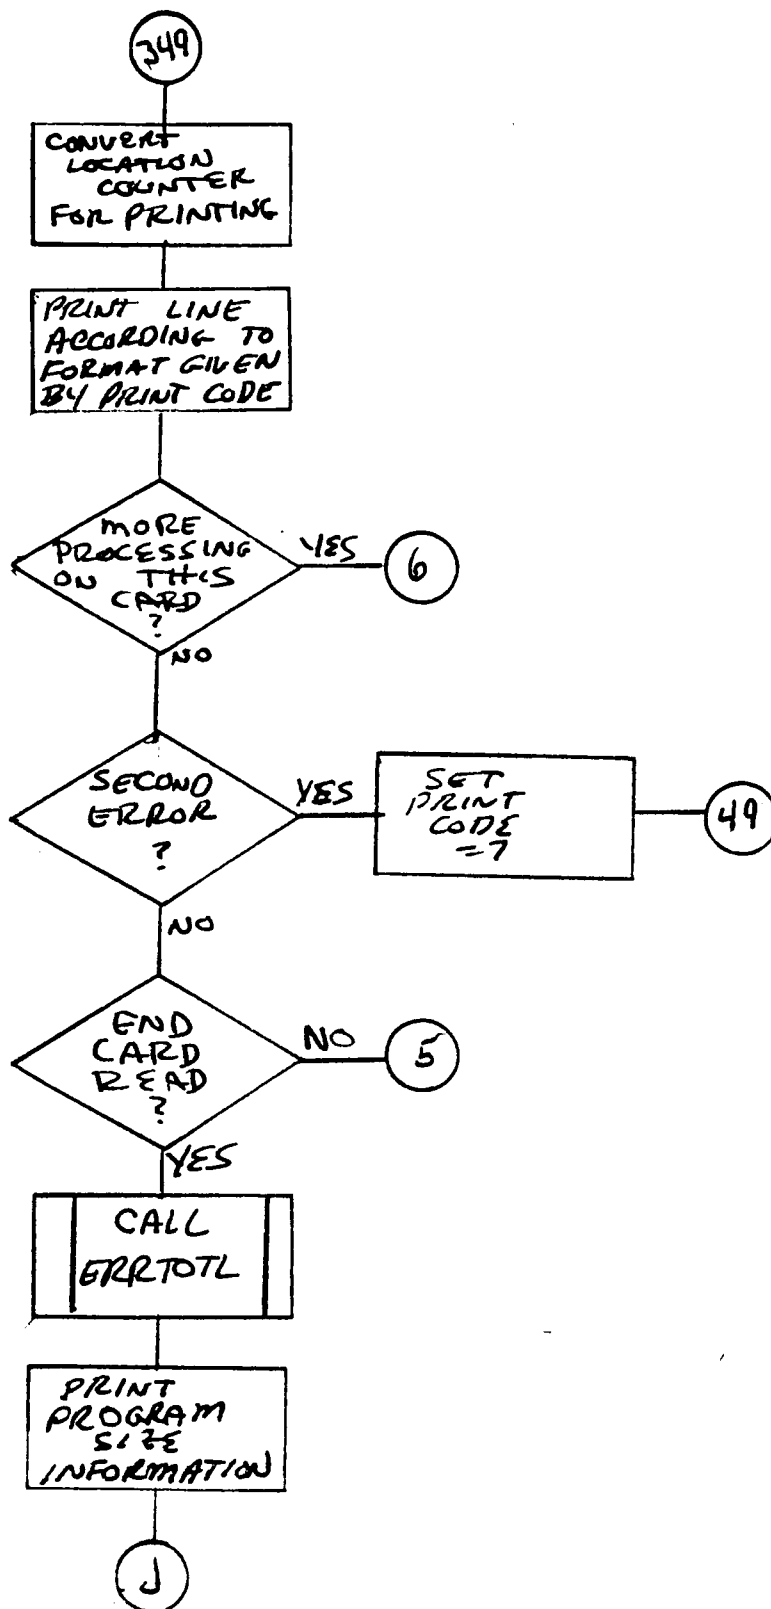 349
CONVERT
LOCATION
COUNTER
FOR PRINTING
PRINT LINE
ACCORDING TO
FORMAT GIVEN
BY PRINT CODE
MORE
PROCESSING
ON THIS
CARD
?
YES
6
NO
SECOND
ERROR
?
YES
SET
PRINT
CODE
=7
49
NO
END
CARD
READ
?
NO
5
YES
CALL
ERRTOTL
PRINT
PROGRAM
SIZE
INFORMATION
J